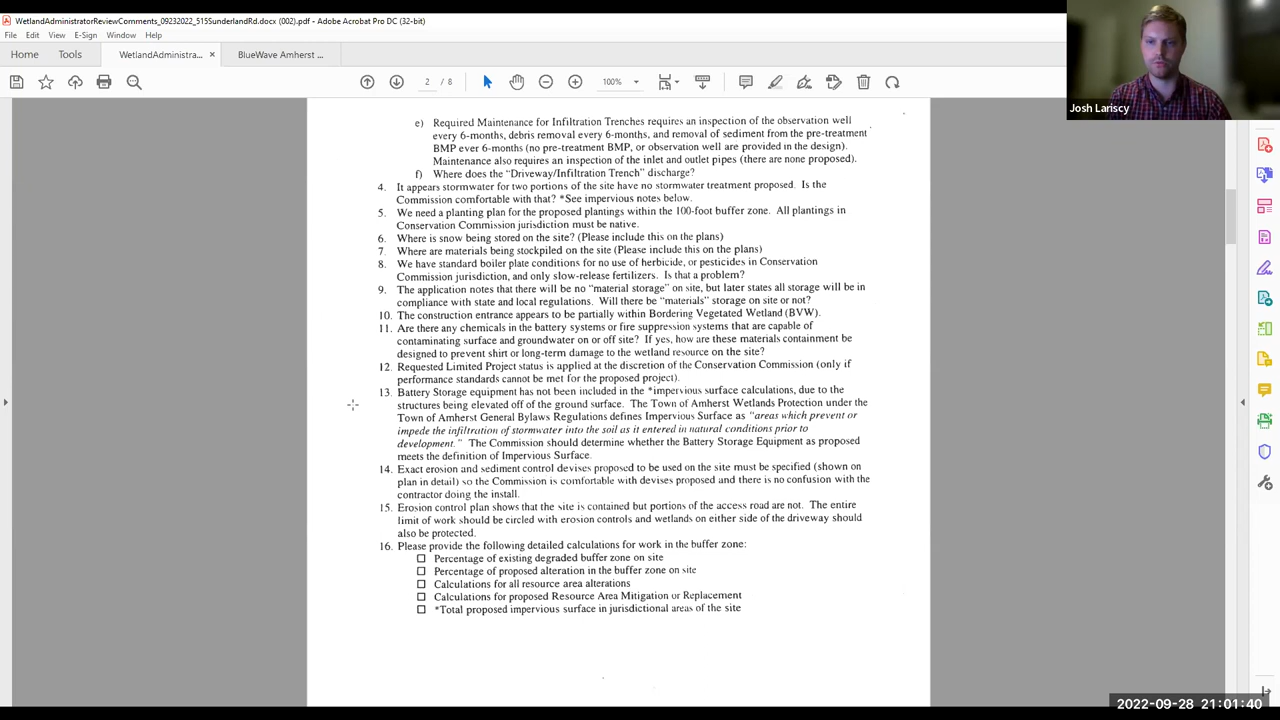 WetlandAdministratorReviewComments_09232022_515SunderlandRd.docx (002).pdf - Adobe Acrobat Pro DC (32-bit)
File Edit View E-Sign Window Help
Home Tools WetlandAdministra... × BlueWave Amherst ...
2 / 8 100%
Josh Lariscy
e) Required Maintenance for Infiltration Trenches requires an inspection of the observation well
every 6-months, debris removal every 6-months, and removal of sediment from the pre-treatment
BMP ever 6-months (no pre-treatment BMP, or observation well are provided in the design).
Maintenance also requires an inspection of the inlet and outlet pipes (there are none proposed).
f) Where does the “Driveway/Infiltration Trench” discharge?
4. It appears stormwater for two portions of the site have no stormwater treatment proposed. Is the
Commission comfortable with that? *See impervious notes below.
5. We need a planting plan for the proposed plantings within the 100-foot buffer zone. All plantings in
Conservation Commission jurisdiction must be native.
6. Where is snow being stored on the site? (Please include this on the plans)
7. Where are materials being stockpiled on the site (Please include this on the plans)
8. We have standard boiler plate conditions for no use of herbicide, or pesticides in Conservation
Commission jurisdiction, and only slow-release fertilizers. Is that a problem?
9. The application notes that there will be no “material storage” on site, but later states all storage will be in
compliance with state and local regulations. Will there be “materials” storage on site or not?
10. The construction entrance appears to be partially within Bordering Vegetated Wetland (BVW).
11. Are there any chemicals in the battery systems or fire suppression systems that are capable of
contaminating surface and groundwater on or off site? If yes, how are these materials containment be
designed to prevent shirt or long-term damage to the wetland resource on the site?
12. Requested Limited Project status is applied at the discretion of the Conservation Commission (only if
performance standards cannot be met for the proposed project).
13. Battery Storage equipment has not been included in the *impervious surface calculations, due to the
structures being elevated off of the ground surface. The Town of Amherst Wetlands Protection under the
Town of Amherst General Bylaws Regulations defines Impervious Surface as “areas which prevent or
impede the infiltration of stormwater into the soil as it entered in natural conditions prior to
development.” The Commission should determine whether the Battery Storage Equipment as proposed
meets the definition of Impervious Surface.
14. Exact erosion and sediment control devises proposed to be used on the site must be specified (shown on
plan in detail) so the Commission is comfortable with devises proposed and there is no confusion with the
contractor doing the install.
15. Erosion control plan shows that the site is contained but portions of the access road are not. The entire
limit of work should be circled with erosion controls and wetlands on either side of the driveway should
also be protected.
16. Please provide the following detailed calculations for work in the buffer zone:
☐ Percentage of existing degraded buffer zone on site
☐ Percentage of proposed alteration in the buffer zone on site
☐ Calculations for all resource area alterations
☐ Calculations for proposed Resource Area Mitigation or Replacement
☐ *Total proposed impervious surface in jurisdictional areas of the site
2022-09-28 21:01:40